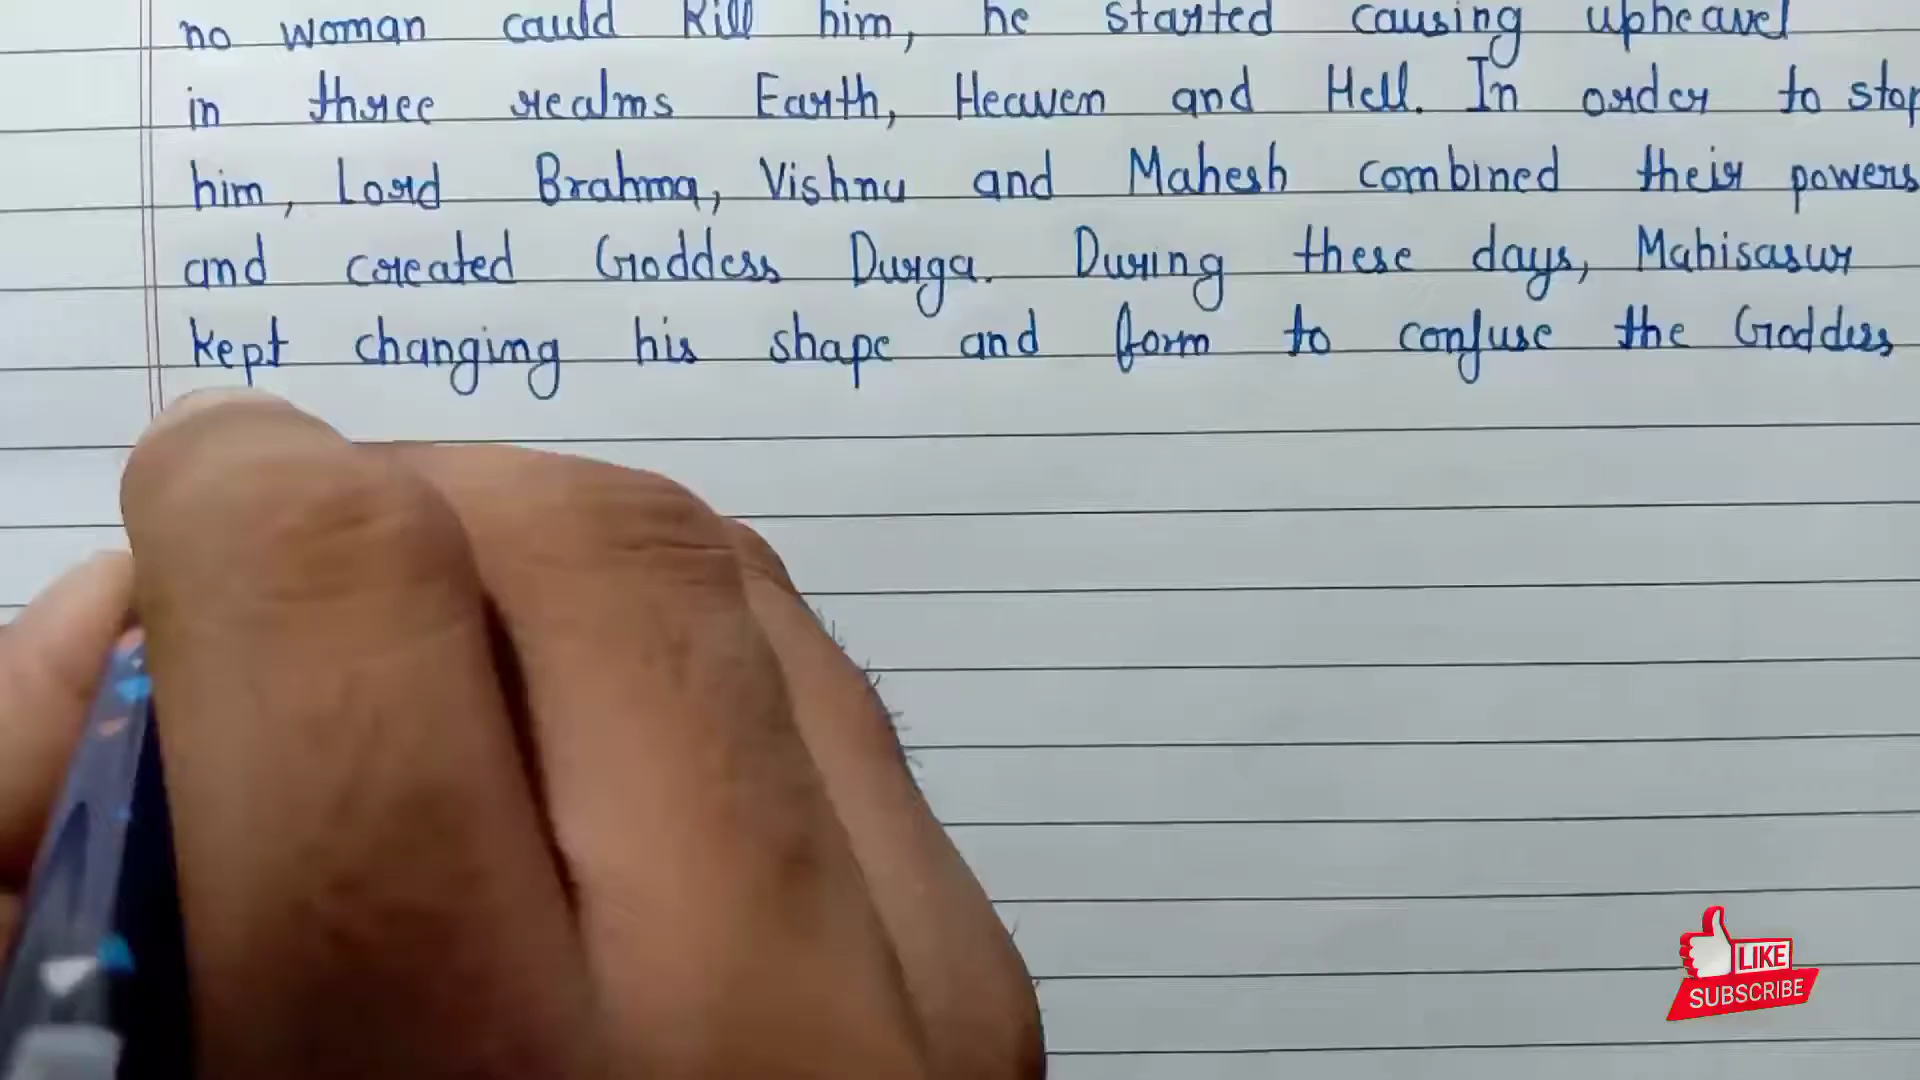 no woman could kill him, he started causing upheavel
in three realms Earth, Heaven and Hell. In order to stop
him, Lord Brahma, Vishnu and Mahesh combined their powers
and created Goddess Durga. During these days, Mahisasur
kept changing his shape and form to confuse the Goddess
LIKE
SUBSCRIBE